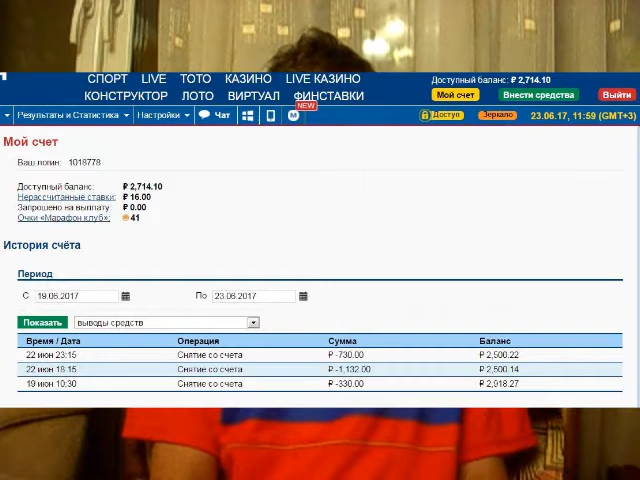 СПОРТ LIVE ТОТО КАЗИНО LIVE КАЗИНО
КОНСТРУКТОР ЛОТО ВИРТУАЛ ФИНСТАВКИ
Доступный баланс: ₽ 2,714.10
Мой счет Внести средства Выйти
Результаты и Статистика Настройки Чат M NEW
Доступ Зеркало 23.06.17, 11:59 (GMT+3)
Мой счет
Ваш логин: 1018778
Доступный баланс: ₽ 2,714.10
Нерассчитанные ставки: ₽ 16.00
Запрошено на выплату: ₽ 0.00
Очки «Марафон клуб»: 41
История счёта
Период
С 19.06.2017 По 23.06.2017
Показать выводы средств
Время / Дата Операция Сумма Баланс
22 июн 23:15 Снятие со счета ₽ -730.00 ₽ 2,500.22
22 июн 18:15 Снятие со счета ₽ -1,132.00 ₽ 2,500.14
19 июн 10:30 Снятие со счета ₽ -330.00 ₽ 2,918.27